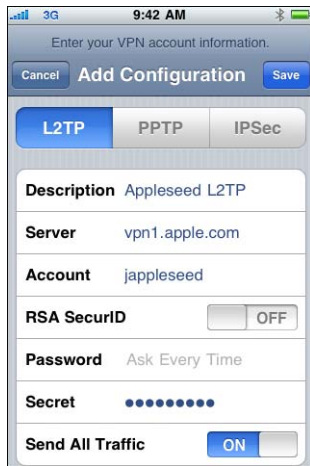 3G 9:42 AM
Enter your VPN account information.
Cancel Add Configuration Save
L2TP PPTP IPSec
Description Appleseed L2TP
Server vpn1.apple.com
Account jappleseed
RSA SecurID OFF
Password Ask Every Time
Secret •••••••••
Send All Traffic ON